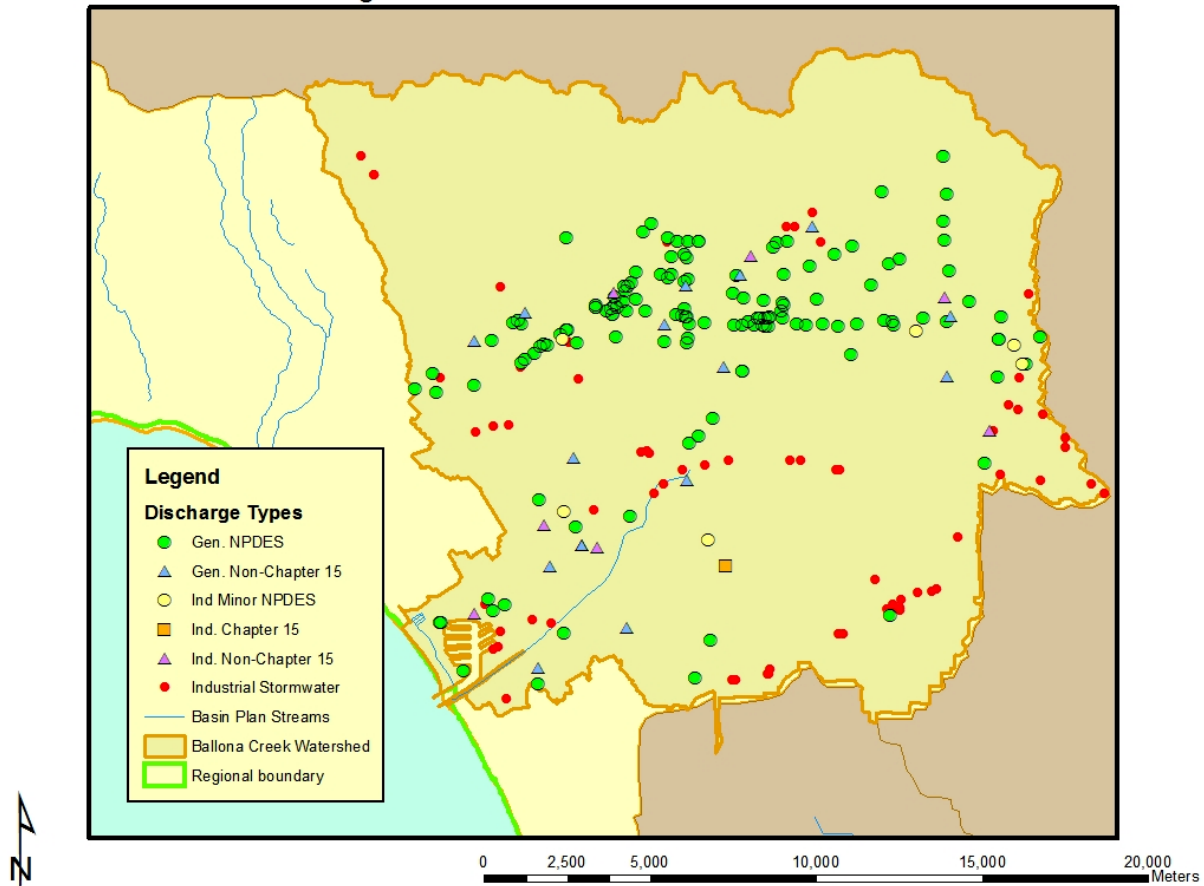 Legend
Discharge Types
Gen. NPDES
Gen. Non-Chapter 15
Ind Minor NPDES
Ind. Chapter 15
Ind. Non-Chapter 15
Industrial Stormwater
Basin Plan Streams
Ballona Creek Watershed
Regional boundary
N
0 2,500 5,000 10,000 15,000 20,000
Meters